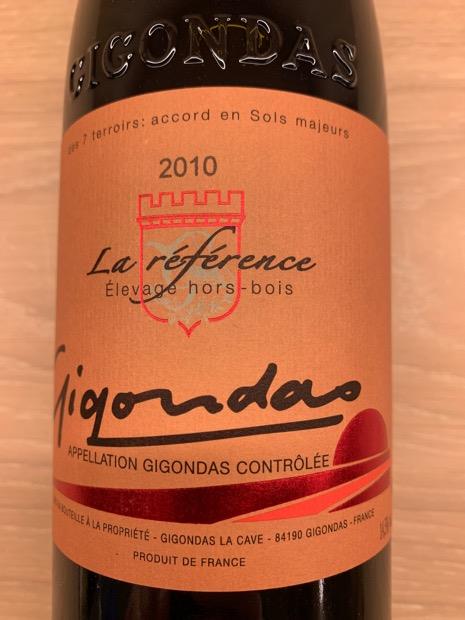 GIGONDAS
des 7 terroirs: accord en Sols majeurs
2010
La référence
Élevage hors-bois
Gigondas
APPELLATION GIGONDAS CONTRÔLÉE
BOUTEILLE À LA PROPRIÉTÉ - GIGONDAS LA CAVE - 84190 GIGONDAS - FRANCE
PRODUIT DE FRANCE